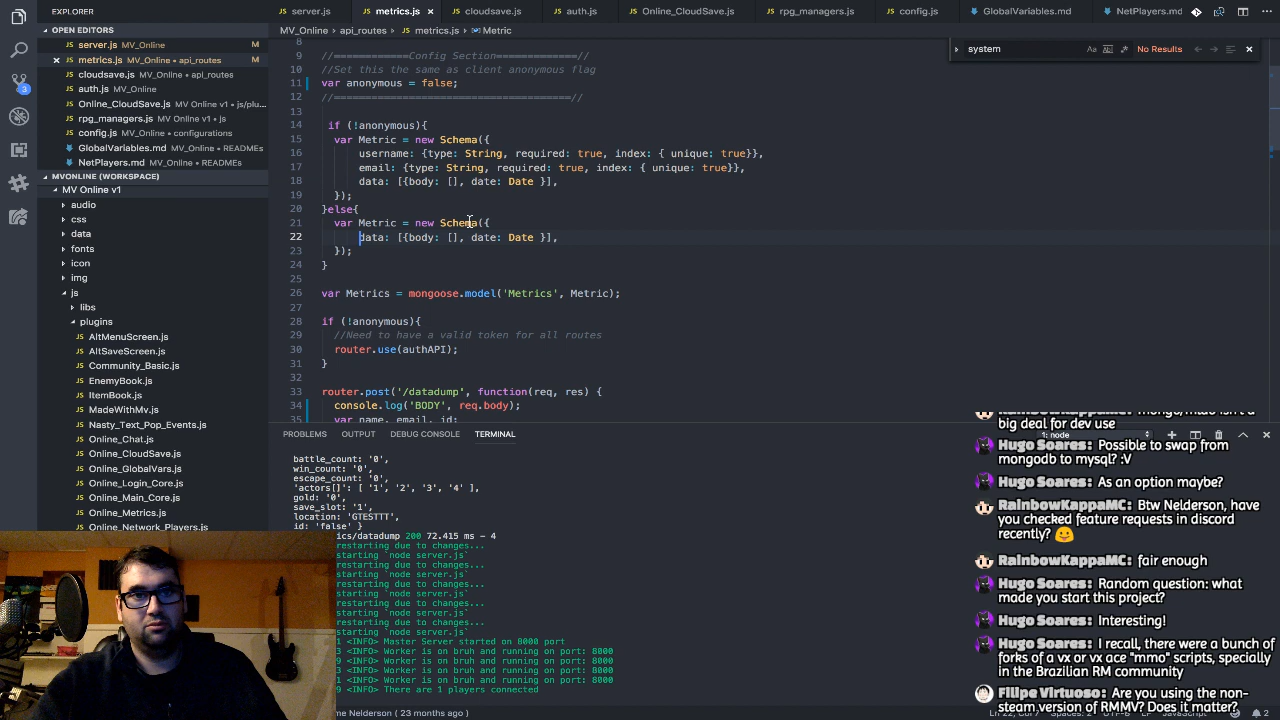 EXPLORER
server.js
metrics.js
cloudsave.js
auth.js
Online_CloudSave.js
rpg_managers.js
config.js
GlobalVariables.md
NetPlayers.md
OPEN EDITORS
server.js MV_Online M
metrics.js MV_Online • api_routes M
cloudsave.js MV_Online • api_routes
auth.js MV_Online
Online_CloudSave.js MV Online v1 • js/plu...
rpg_managers.js MV Online v1 • js
config.js MV_Online • configurations
GlobalVariables.md MV_Online • READMEs
NetPlayers.md MV_Online • READMEs
MVONLINE (WORKSPACE)
MV Online v1
audio
css
data
fonts
icon
img
js
libs
plugins
AltMenuScreen.js
AltSaveScreen.js
Community_Basic.js
EnemyBook.js
ItemBook.js
MadeWithMv.js
Nasty_Text_Pop_Events.js
Online_Chat.js
Online_CloudSave.js
Online_GlobalVars.js
Online_Login_Core.js
Online_Main_Core.js
Online_Metrics.js
Online_Network_Players.js
3
MV_Online › api_routes › metrics.js › Metric
system
No Results
8
9 //============Config Section=============//
10 //Set this the same as client anonymous flag
11 var anonymous = false;
12 //======================================//
13
14 if (!anonymous){
15 var Metric = new Schema({
16 username: {type: String, required: true, index: { unique: true}},
17 email: {type: String, required: true, index: { unique: true}},
18 data: [{body: [], date: Date }],
19 });
20 }else{
21 var Metric = new Schema({
22 data: [{body: [], date: Date }],
23 });
24 }
25
26 var Metrics = mongoose.model('Metrics', Metric);
27
28 if (!anonymous){
29 //Need to have a valid token for all routes
30 router.use(authAPI);
31 }
32
33 router.post('/datadump', function(req, res) {
34 console.log('BODY', req.body);
35 var name, email, id;
PROBLEMS OUTPUT DEBUG CONSOLE TERMINAL
1: node
battle_count: '0',
win_count: '0',
escape_count: '0',
'actors[]': [ '1', '2', '3', '4' ],
gold: '0',
save_slot: '1',
location: 'GTESTTT',
id: 'false' }
ics/datadump 200 72.415 ms - 4
restarting due to changes...
starting `node server.js`
restarting due to changes...
starting `node server.js`
restarting due to changes...
starting `node server.js`
restarting due to changes...
starting `node server.js`
restarting due to changes...
starting `node server.js`
1 <INFO> Master Server started on 8000 port
3 <INFO> Worker is on bruh and running on port: 8000
9 <INFO> Worker is on bruh and running on port: 8000
3 <INFO> Worker is on bruh and running on port: 8000
1 <INFO> Worker is on bruh and running on port: 8000
9 <INFO> There are 1 players connected
me Nelderson (23 months ago)
big deal for dev use
Hugo Soares: Possible to swap from
mongodb to mysql? :V
Hugo Soares: As an option maybe?
RainbowKappaMC: Btw Nelderson, have
you checked feature requests in discord
recently?
RainbowKappaMC: fair enough
Hugo Soares: Random question: what
made you start this project?
Hugo Soares: Interesting!
Hugo Soares: I recall, there were a bunch of
forks of a vx or vx ace "mmo" scripts, specially
in the Brazilian RM community
Filipe Virtuoso: Are you using the non-
steam version of RMMV? Does it matter?